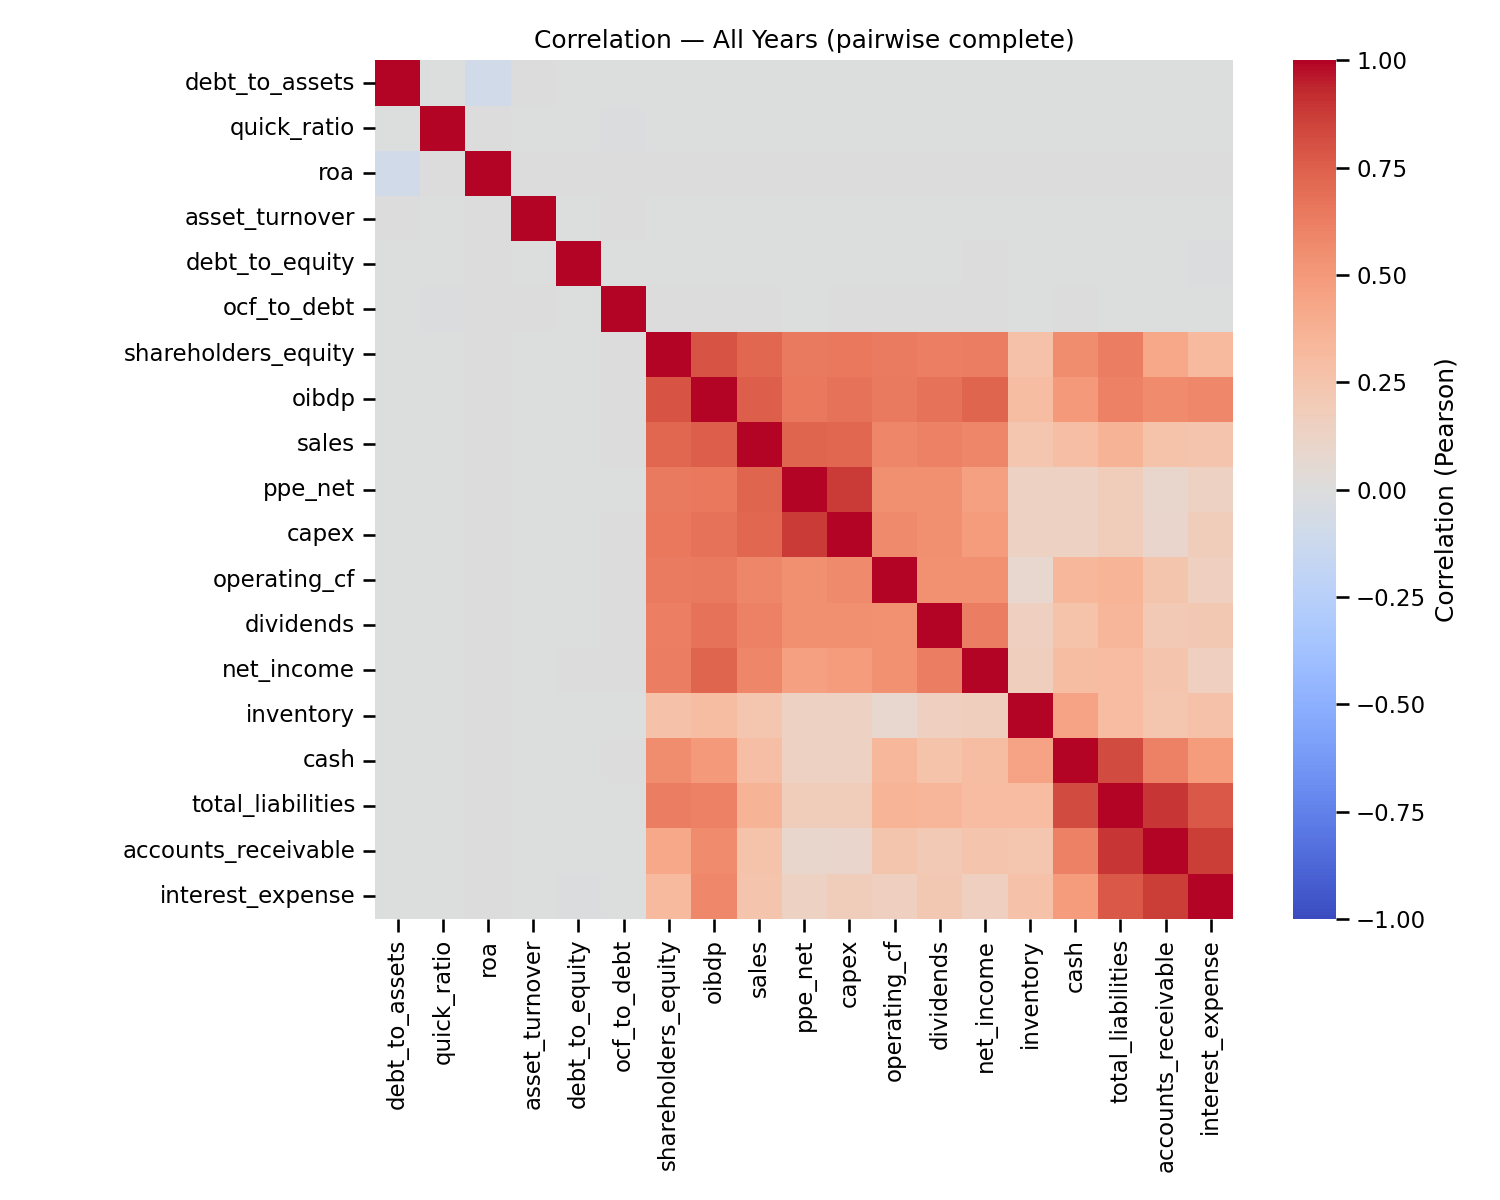 Correlation — All Years (pairwise complete)
debt_to_assets
quick_ratio
roa
asset_turnover
debt_to_equity
ocf_to_debt
shareholders_equity
oibdp
sales
ppe_net
capex
operating_cf
dividends
net_income
inventory
cash
total_liabilities
accounts_receivable
interest_expense
debt_to_assets
quick_ratio
roa
asset_turnover
debt_to_equity
ocf_to_debt
shareholders_equity
oibdp
sales
ppe_net
capex
operating_cf
dividends
net_income
inventory
cash
total_liabilities
accounts_receivable
interest_expense
1.00
0.75
0.50
0.25
0.00
−0.25
−0.50
−0.75
−1.00
Correlation (Pearson)